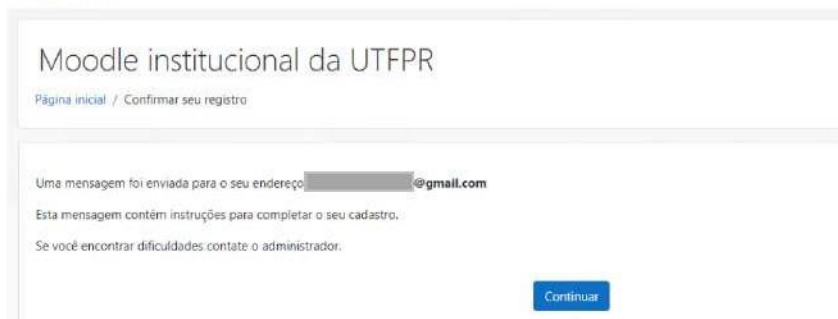 Moodle institucional da UTFPR
Página inicial / Confirmar seu registro
Uma mensagem foi enviada para o seu endereço @gmail.com
Esta mensagem contém instruções para completar o seu cadastro.
Se você encontrar dificuldades contate o administrador.
Continuar